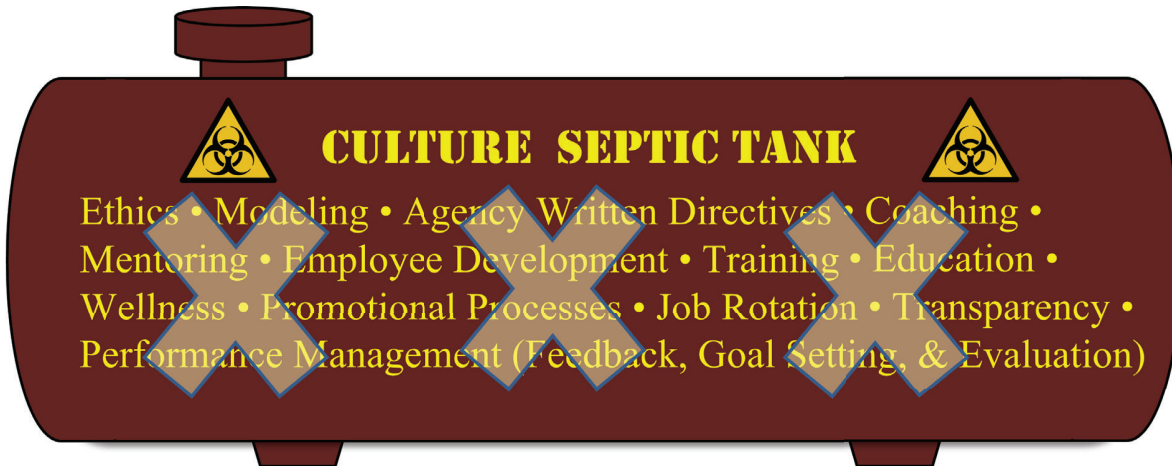 CULTURE SEPTIC TANK
Ethics • Modeling • Agency Written Directives • Coaching •
Mentoring • Employee Development • Training • Education •
Wellness • Promotional Processes • Job Rotation • Transparency •
Performance Management (Feedback, Goal Setting, & Evaluation)